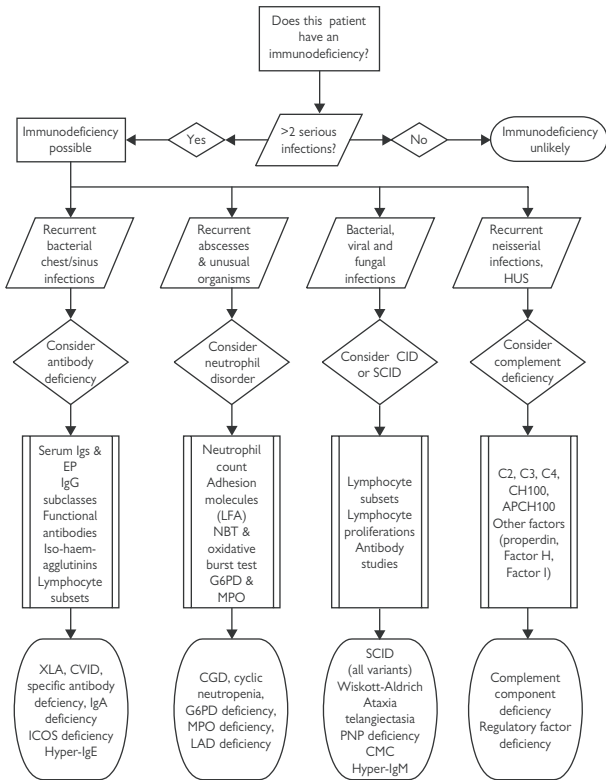 Does this patient
have an
immunodeficiency?
Immunodeficiency
possible
Yes
>2 serious
infections?
No
Immunodeficiency
unlikely
Recurrent
bacterial
chest/sinus
infections
Recurrent
abscesses
& unusual
organisms
Bacterial,
viral and
fungal
infections
Recurrent
neisserial
infections,
HUS
Consider
antibody
deficiency
Consider
neutrophil
disorder
Consider CID
or SCID
Consider
complement
deficiency
Serum Igs &
EP
IgG
subclasses
Functional
antibodies
Iso-haem-
agglutinins
Lymphocyte
subsets
Neutrophil
count
Adhesion
molecules
(LFA)
NBT &
oxidative
burst test
G6PD &
MPO
Lymphocyte
subsets
Lymphocyte
proliferations
Antibody
studies
C2, C3, C4,
CH100,
APCH100
Other factors
(properdin,
Factor H,
Factor I)
XLA, CVID,
specific antibody
defciency, IgA
deficiency
ICOS deficiency
Hyper-IgE
CGD, cyclic
neutropenia,
G6PD deficiency,
MPO deficiency,
LAD deficiency
SCID
(all variants)
Wiskott-Aldrich
Ataxia
telangiectasia
PNP deficiency
CMC
Hyper-IgM
Complement
component
deficiency
Regulatory factor
deficiency